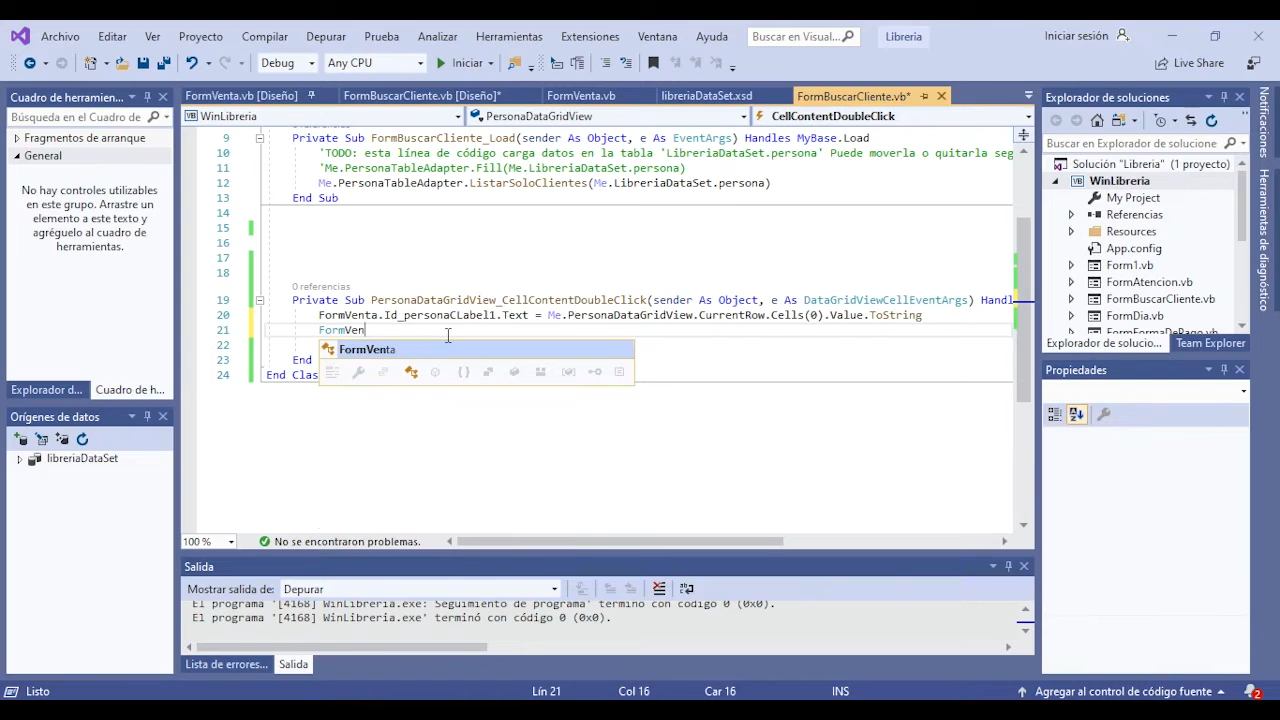 Archivo Editar Ver Proyecto Compilar Depurar Prueba Analizar Herramientas Extensiones Ventana Ayuda Buscar en Visual... Libreria Iniciar sesión
Debug Any CPU Iniciar Live Share
Cuadro de herramien...
Búsqueda en el Cuadro de
Fragmentos de arranque
General
No hay controles utilizables
en este grupo. Arrastre un
elemento a este texto y
agréguelo al cuadro de
herramientas.
Explorador d... Cuadro de h...
Orígenes de datos
libreriaDataSet
FormVenta.vb [Diseño] FormBuscarCliente.vb [Diseño]* FormVenta.vb libreriaDataSet.xsd FormBuscarCliente.vb*
WinLibreria PersonaDataGridView CellContentDoubleClick
9 Private Sub FormBuscarCliente_Load(sender As Object, e As EventArgs) Handles MyBase.Load
10 'TODO: esta línea de código carga datos en la tabla 'LibreriaDataSet.persona' Puede moverla o quitarla seg
11 'Me.PersonaTableAdapter.Fill(Me.LibreriaDataSet.persona)
12 Me.PersonaTableAdapter.ListarSoloClientes(Me.LibreriaDataSet.persona)
13 End Sub
14
15
16
17
18
0 referencias
19 Private Sub PersonaDataGridView_CellContentDoubleClick(sender As Object, e As DataGridViewCellEventArgs) Handl
20 FormVenta.Id_personaCLabel1.Text = Me.PersonaDataGridView.CurrentRow.Cells(0).Value.ToString
21 FormVen
FormVenta
22
23 End
24 End Clas
100 % No se encontraron problemas.
Salida
Mostrar salida de: Depurar
El programa '[4168] WinLibreria.exe: Seguimiento de programa' terminó con código 0 (0x0).
El programa '[4168] WinLibreria.exe' terminó con código 0 (0x0).
Lista de errores... Salida
Explorador de soluciones
Buscar en Explorador de soluciones
Solución "Libreria" (1 proyecto)
WinLibreria
My Project
Referencias
Resources
App.config
Form1.vb
FormAtencion.vb
FormBuscarCliente.vb
FormDia.vb
FormFormaDePago.vb
Explorador de solucio... Team Explorer
Propiedades
Notificaciones
Herramientas de diagnóstico
Listo Lín 21 Col 16 Car 16 INS Agregar al control de código fuente 2